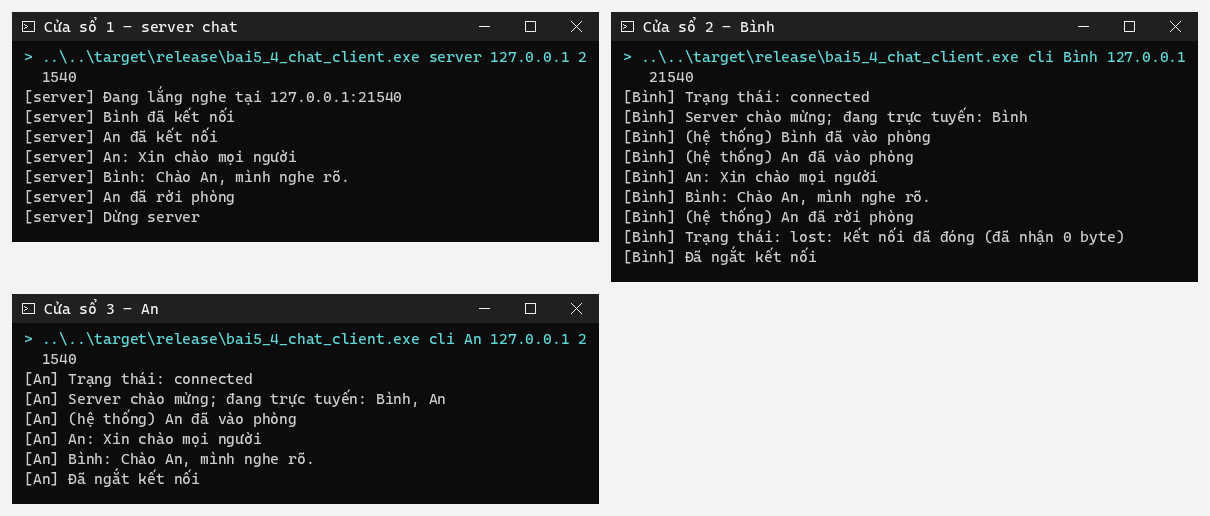 Cửa sổ 1 – server chat
> ..\..\target\release\bai5_4_chat_client.exe server 127.0.0.1 2
1540
[server] Đang lắng nghe tại 127.0.0.1:21540
[server] Bình đã kết nối
[server] An đã kết nối
[server] An: Xin chào mọi người
[server] Bình: Chào An, mình nghe rõ.
[server] An đã rời phòng
[server] Dừng server
Cửa sổ 2 – Bình
> ..\..\target\release\bai5_4_chat_client.exe cli Bình 127.0.0.1
21540
[Bình] Trạng thái: connected
[Bình] Server chào mừng; đang trực tuyến: Bình
[Bình] (hệ thống) Bình đã vào phòng
[Bình] (hệ thống) An đã vào phòng
[Bình] An: Xin chào mọi người
[Bình] Bình: Chào An, mình nghe rõ.
[Bình] (hệ thống) An đã rời phòng
[Bình] Trạng thái: lost: Kết nối đã đóng (đã nhận 0 byte)
[Bình] Đã ngắt kết nối
Cửa sổ 3 – An
> ..\..\target\release\bai5_4_chat_client.exe cli An 127.0.0.1 2
1540
[An] Trạng thái: connected
[An] Server chào mừng; đang trực tuyến: Bình, An
[An] (hệ thống) An đã vào phòng
[An] An: Xin chào mọi người
[An] Bình: Chào An, mình nghe rõ.
[An] Đã ngắt kết nối